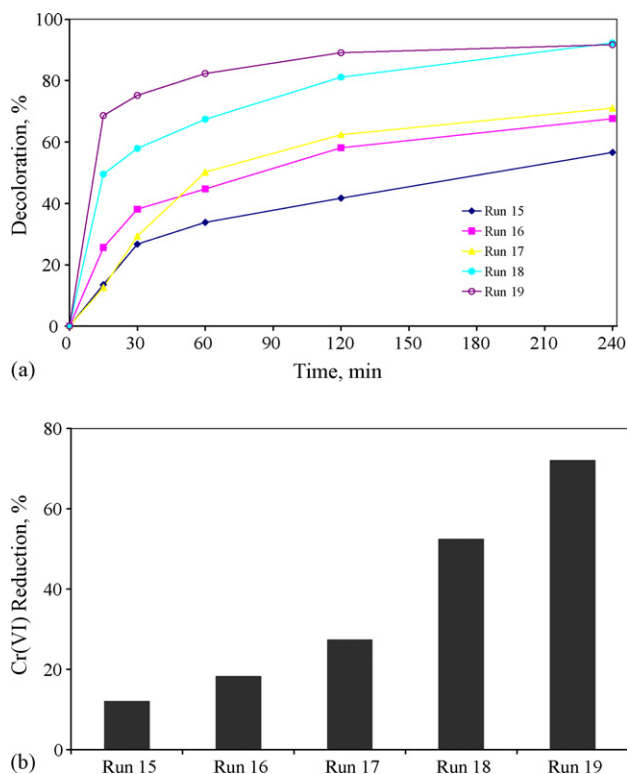 100
80
60
40
20
0
Decoloration, %
Run 15
Run 16
Run 17
Run 18
Run 19
0 30 60 90 120 150 180 210 240
Time, min
(a)
80
60
40
20
0
Cr(VI) Reduction, %
Run 15 Run 16 Run 17 Run 18 Run 19
(b)